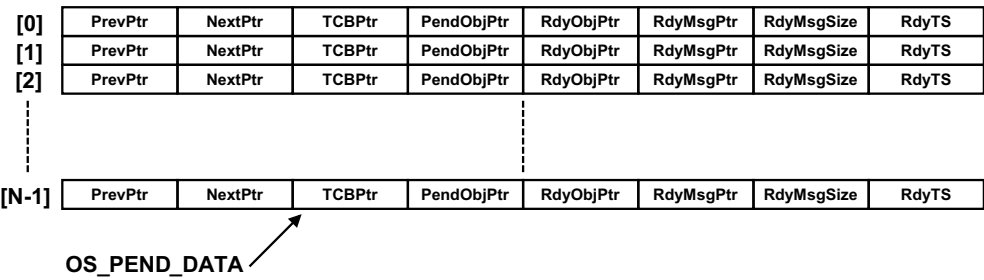 [0] PrevPtr NextPtr TCBPtr PendObjPtr RdyObjPtr RdyMsgPtr RdyMsgSize RdyTS
[1] PrevPtr NextPtr TCBPtr PendObjPtr RdyObjPtr RdyMsgPtr RdyMsgSize RdyTS
[2] PrevPtr NextPtr TCBPtr PendObjPtr RdyObjPtr RdyMsgPtr RdyMsgSize RdyTS
[N-1] PrevPtr NextPtr TCBPtr PendObjPtr RdyObjPtr RdyMsgPtr RdyMsgSize RdyTS
OS_PEND_DATA